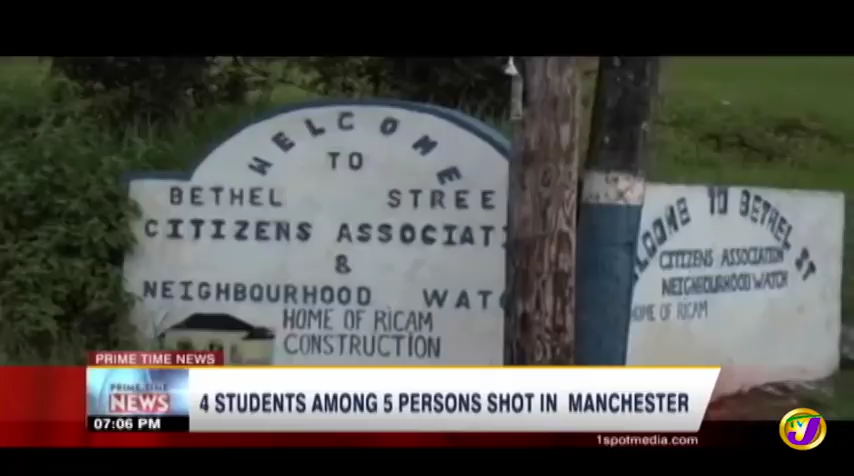 WELCOME
TO
BETHEL STREE
CITIZENS ASSOCIAT
&
NEIGHBOURHOOD WATC
HOME OF RICAM
CONSTRUCTION
WELCOME TO BETHEL ST
CITIZENS ASSOCIATION
NEIGHBOURHOOD WATCH
HOME OF RICAM
PRIME TIME NEWS
PRIME TIME
NEWS
07:06 PM
4 STUDENTS AMONG 5 PERSONS SHOT IN MANCHESTER
1spotmedia.com
TVJ